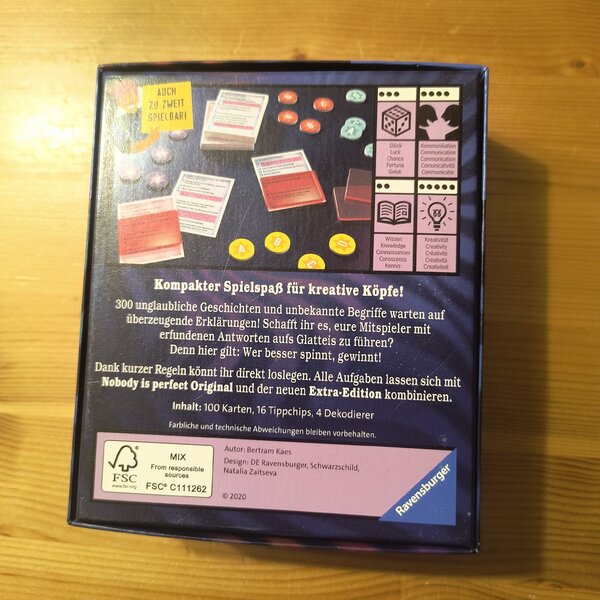 AUCH
ZU ZWEIT
SPIELBAR!
A
B
Glück
Luck
Chance
Fortuna
Geluk
Kommunikation
Communication
Communication
Comunicatività
Communicatie
Wissen
Knowledge
Connaissances
Conoscenza
Kennis
Kreativität
Creativity
Créativité
Creatività
Creativiteit
Kompakter Spielspaß für kreative Köpfe!
300 unglaubliche Geschichten und unbekannte Begriffe warten auf
überzeugende Erklärungen! Schafft ihr es, eure Mitspieler mit
erfundenen Antworten aufs Glatteis zu führen?
Denn hier gilt: Wer besser spinnt, gewinnt!
Dank kurzer Regeln könnt ihr direkt loslegen. Alle Aufgaben lassen sich mit
Nobody is perfect Original und der neuen Extra-Edition kombinieren.
Inhalt: 100 Karten, 16 Tippchips, 4 Dekodierer
Farbliche und technische Abweichungen bleiben vorbehalten.
FSC
www.fsc.org
MIX
From responsible
sources
FSC® C111262
Autor: Bertram Kaes
Design: DE Ravensburger, Schwarzschild,
Natalia Zaitseva
© 2020
Ravensburger